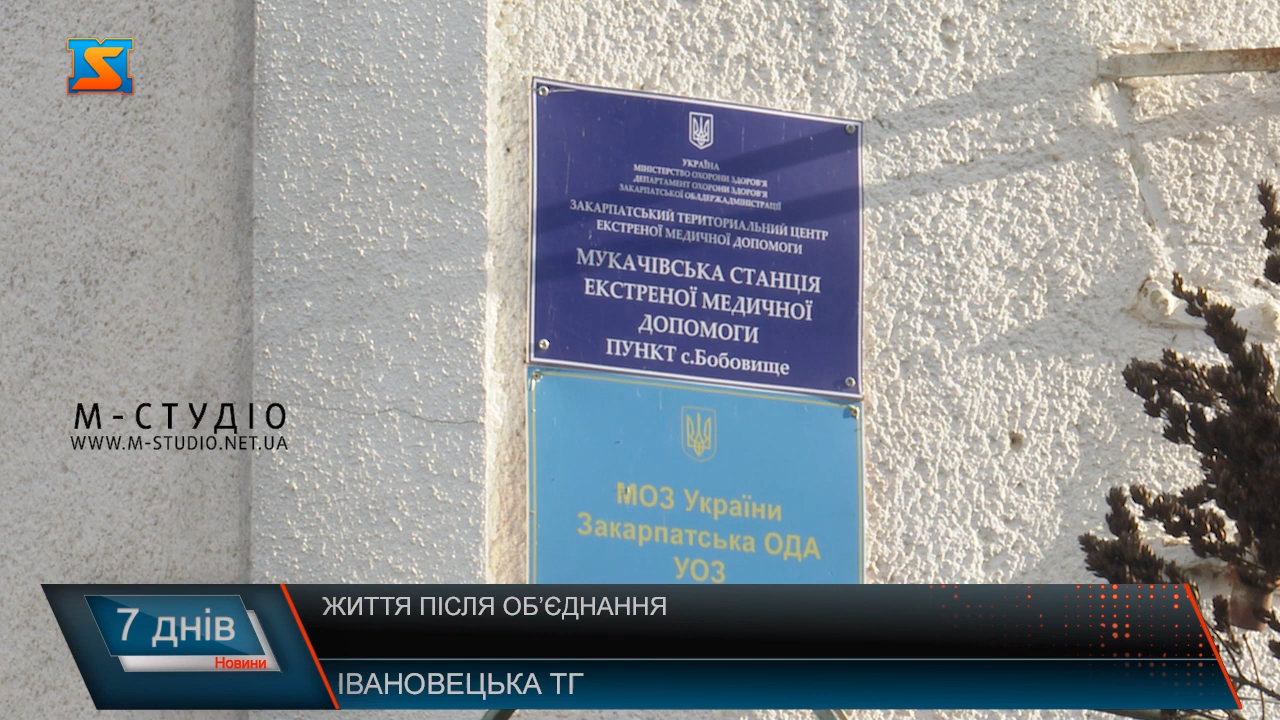 УКРАЇНА
МІНІСТЕРСТВО ОХОРОНИ ЗДОРОВ'Я
ДЕПАРТАМЕНТ ОХОРОНИ ЗДОРОВ'Я
ЗАКАРПАТСЬКОЇ ОБЛДЕРЖАДМІНІСТРАЦІЇ
ЗАКАРПАТСЬКИЙ ТЕРИТОРИАЛЬНИЙ ЦЕНТР
ЕКСТРЕНОЇ МЕДИЧНОЇ ДОПОМОГИ
МУКАЧІВСЬКА СТАНЦІЯ
ЕКСТРЕНОЇ МЕДИЧНОЇ
ДОПОМОГИ
ПУНКТ с.Бобовище
М-СТУДІО
WWW.M-STUDIO.NET.UA
МОЗ України
Закарпатська ОДА
УОЗ
7 днів
Новини
ЖИТТЯ ПІСЛЯ ОБ’ЄДНАННЯ
ІВАНОВЕЦЬКА ТГ